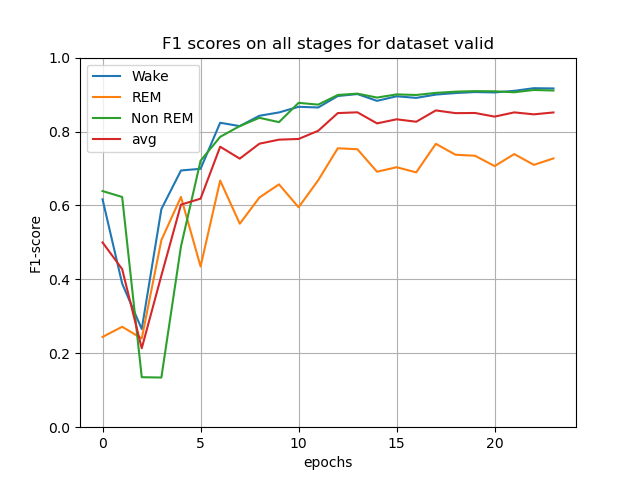 F1 scores on all stages for dataset valid
Wake
REM
Non REM
avg
F1-score
1.0
0.8
0.6
0.4
0.2
0.0
0 5 10 15 20
epochs